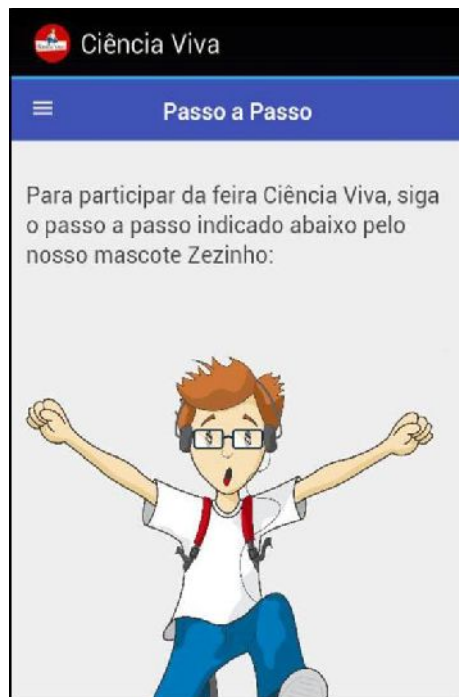 Ciência Viva
Passo a Passo
Para participar da feira Ciência Viva, siga
o passo a passo indicado abaixo pelo
nosso mascote Zezinho: